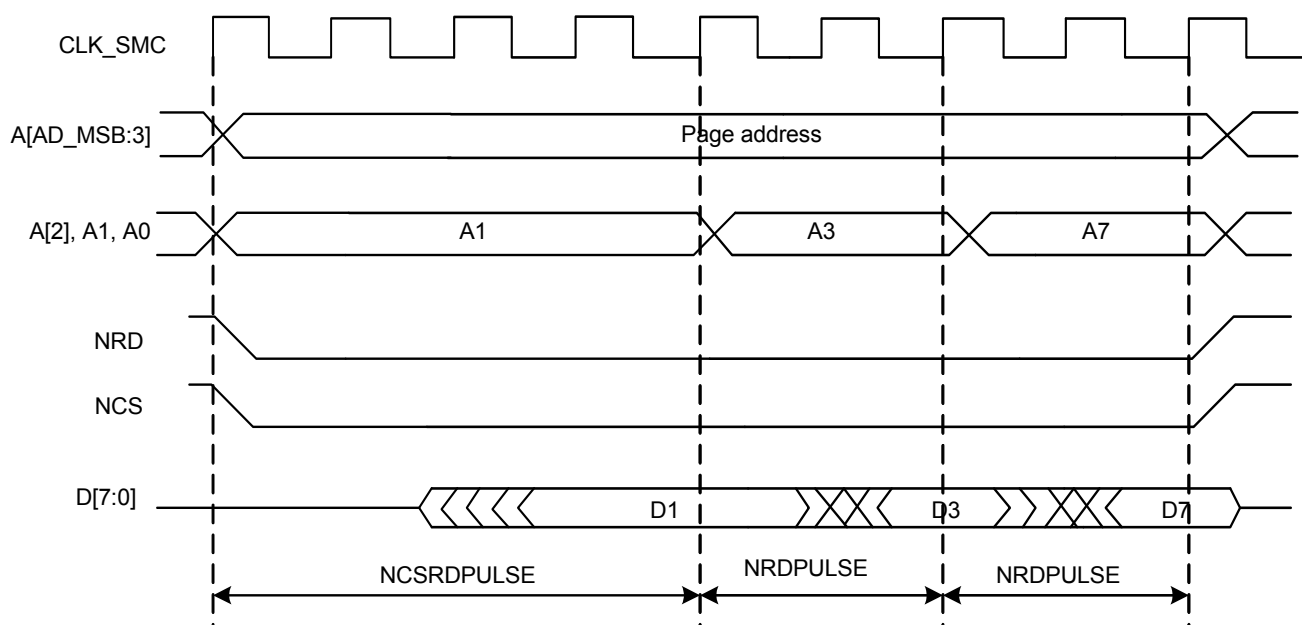 CLK_SMC
A[AD_MSB:3]
Page address
A[2], A1, A0
A1
A3
A7
NRD
NCS
D[7:0]
D1
D3
D7
NCSRDPULSE
NRDPULSE
NRDPULSE